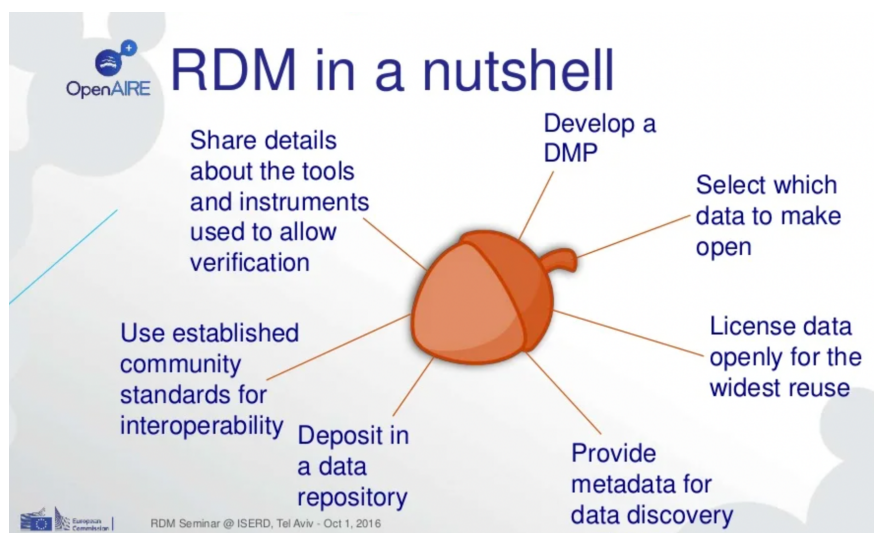 OpenAIRE
RDM in a nutshell
Develop a
DMP
Select which
data to make
open
License data
openly for the
widest reuse
Provide
metadata for
data discovery
Deposit in
a data
repository
Use established
community
standards for
interoperability
Share details
about the tools
and instruments
used to allow
verification
European
Commission
RDM Seminar @ ISERD, Tel Aviv - Oct 1, 2016